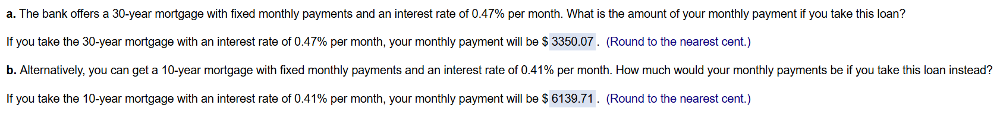 a. The bank offers a 30-year mortgage with fixed monthly payments and an interest rate of 0.47% per month. What is the amount of your monthly payment if you take this loan?
If you take the 30-year mortgage with an interest rate of 0.47% per month, your monthly payment will be $ 3350.07 . (Round to the nearest cent.)
b. Alternatively, you can get a 10-year mortgage with fixed monthly payments and an interest rate of 0.41% per month. How much would your monthly payments be if you take this loan instead?
If you take the 10-year mortgage with an interest rate of 0.41% per month, your monthly payment will be $ 6139.71 . (Round to the nearest cent.)